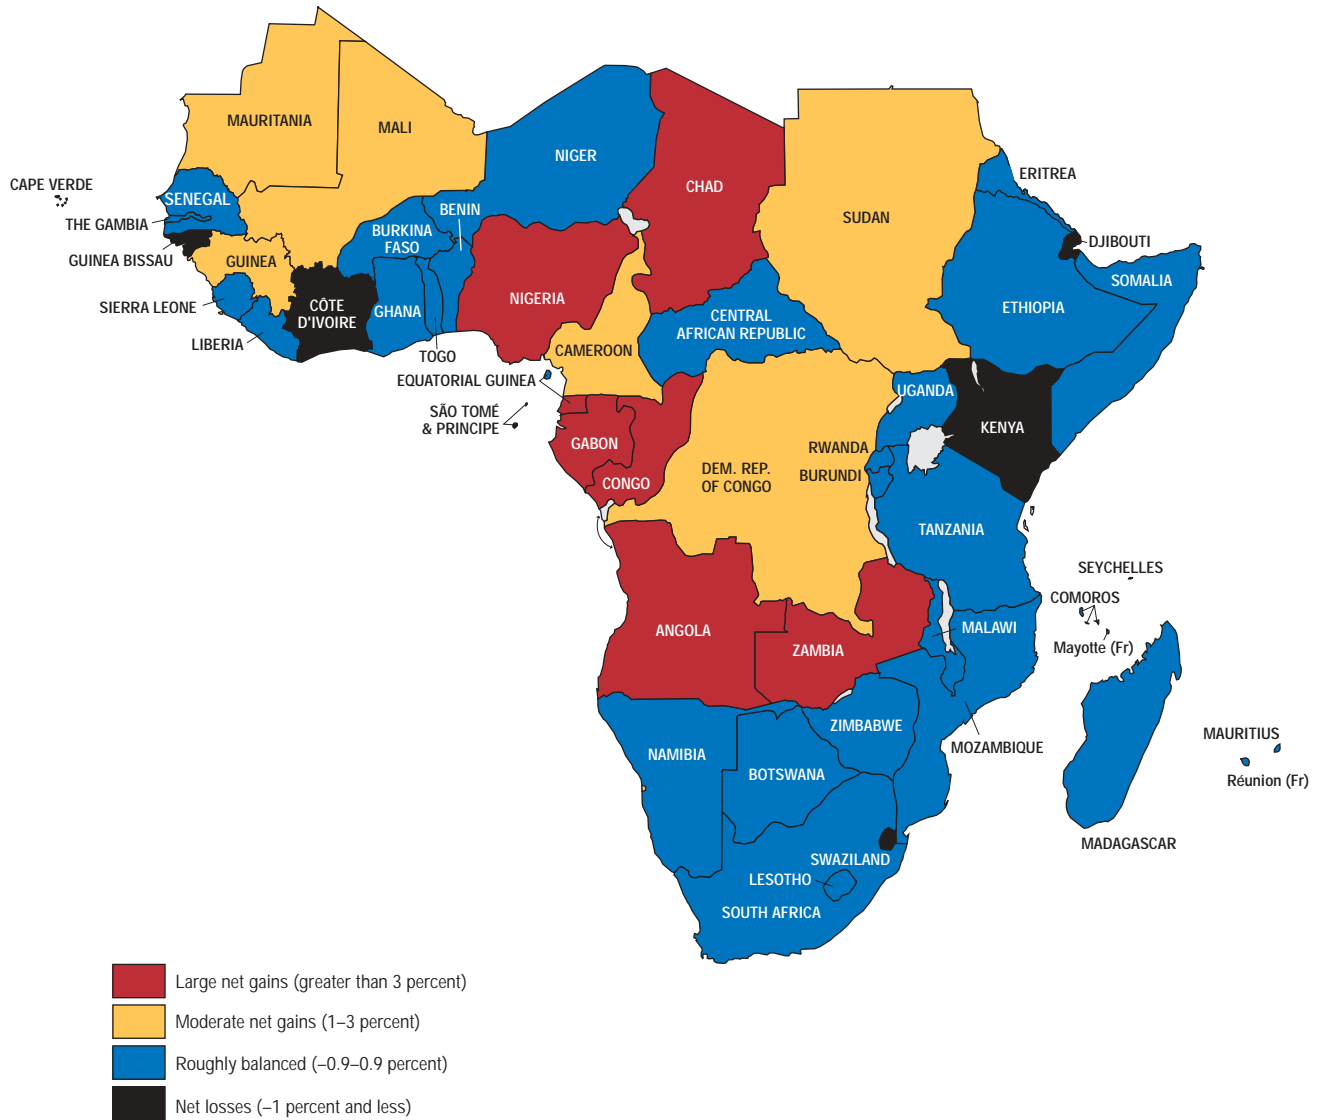 MAURITANIA
MALI
NIGER
CHAD
SUDAN
ERITREA
CAPE VERDE
SENEGAL
THE GAMBIA
GUINEA BISSAU
GUINEA
SIERRA LEONE
LIBERIA
CÔTE
D'IVOIRE
BURKINA
FASO
GHANA
BENIN
TOGO
NIGERIA
CAMEROON
EQUATORIAL GUINEA
SÃO TOMÉ
& PRINCIPE
CENTRAL
AFRICAN REPUBLIC
DJIBOUTI
SOMALIA
ETHIOPIA
UGANDA
KENYA
RWANDA
BURUNDI
GABON
CONGO
DEM. REP.
OF CONGO
TANZANIA
SEYCHELLES
COMOROS
Mayotte (Fr)
ANGOLA
ZAMBIA
MALAWI
MOZAMBIQUE
ZIMBABWE
NAMIBIA
BOTSWANA
MAURITIUS
Réunion (Fr)
MADAGASCAR
SWAZILAND
LESOTHO
SOUTH AFRICA
Large net gains (greater than 3 percent)
Moderate net gains (1–3 percent)
Roughly balanced (–0.9–0.9 percent)
Net losses (–1 percent and less)